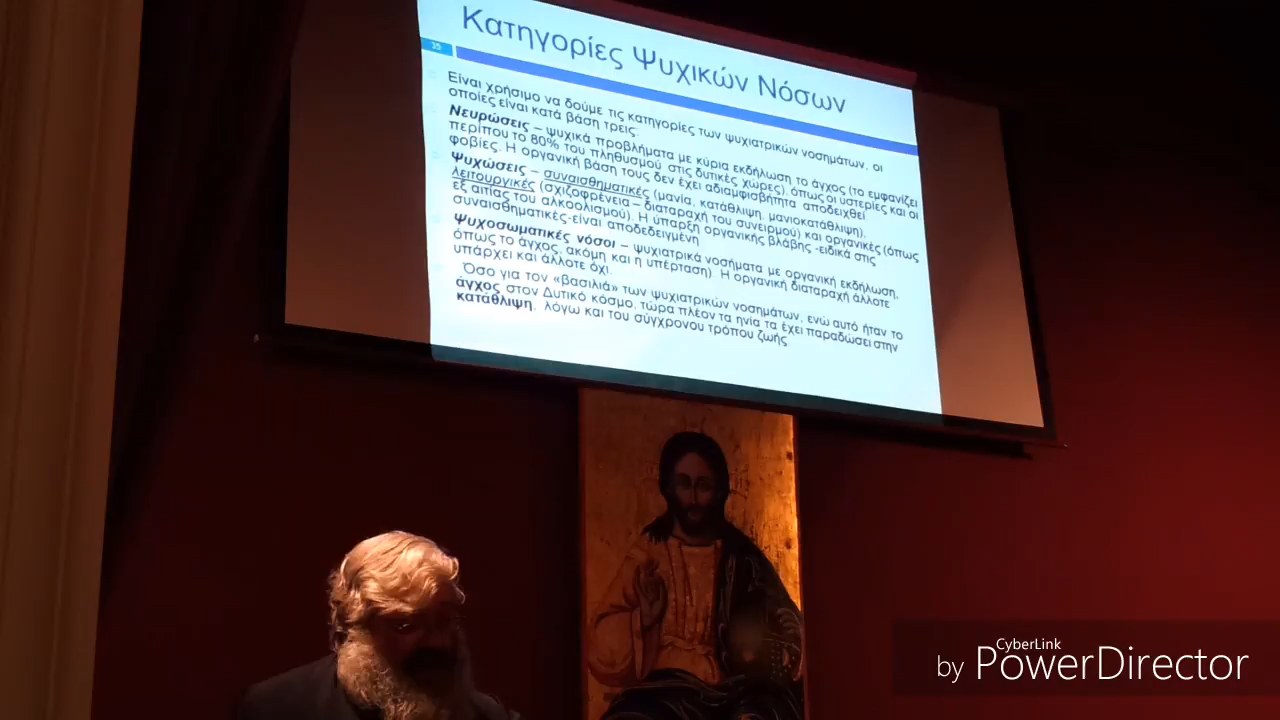 Κατηγορίες Ψυχικών Νόσων
35
Είναι χρήσιμο να δούμε τις κατηγορίες των ψυχιατρικών νοσημάτων, οι
οποίες είναι κατά βάση τρεις:
Νευρώσεις – ψυχικά προβλήματα με κύρια εκδήλωση το άγχος (το εμφανίζει
περίπου το 80% του πληθυσμού στις δυτικές χώρες), όπως οι υστερίες και οι
φοβίες. Η οργανική βάση τους δεν έχει αδιαμφισβήτητα αποδειχθεί
Ψυχώσεις – συναισθηματικές (μανία, κατάθλιψη, μανιοκατάθλιψη),
λειτουργικές (σχιζοφρένεια – διαταραχή του συνειρμού) και οργανικές (όπως
εξ αιτίας του αλκοολισμού). Η ύπαρξη οργανικής βλάβης -ειδικά στις
συναισθηματικές-είναι αποδεδειγμένη
Ψυχοσωματικές νόσοι – ψυχιατρικά νοσήματα με οργανική εκδήλωση,
όπως το άγχος, ακόμη και η υπέρταση). Η οργανική διαταραχή άλλοτε
υπάρχει και άλλοτε όχι.
Όσο για τον «βασιλιά» των ψυχιατρικών νοσημάτων, ενώ αυτό ήταν το
άγχος στον Δυτικό κόσμο, τώρα πλέον τα ηνία τα έχει παραδώσει στην
κατάθλιψη, λόγω και του σύγχρονου τρόπου ζωής
CyberLink
by PowerDirector